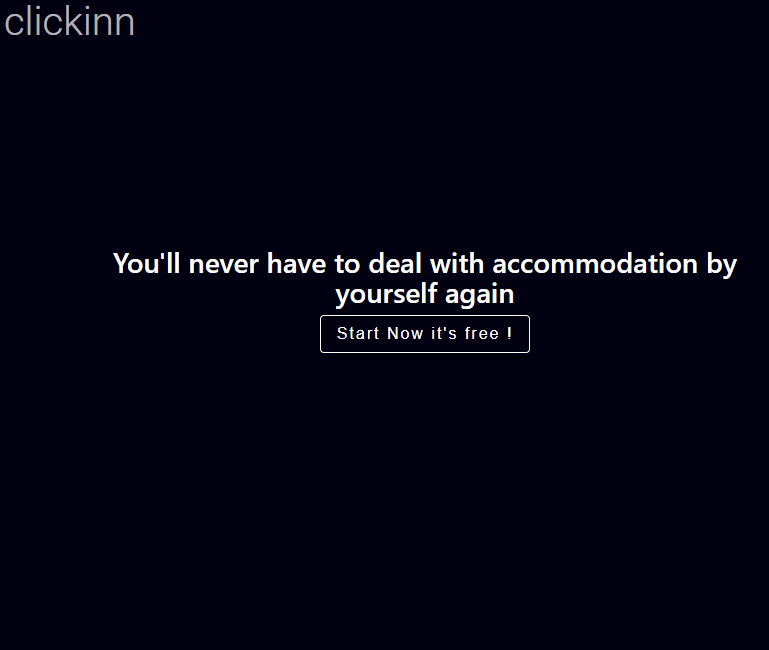 clickinn
You'll never have to deal with accommodation by
yourself again
Start Now it's free !